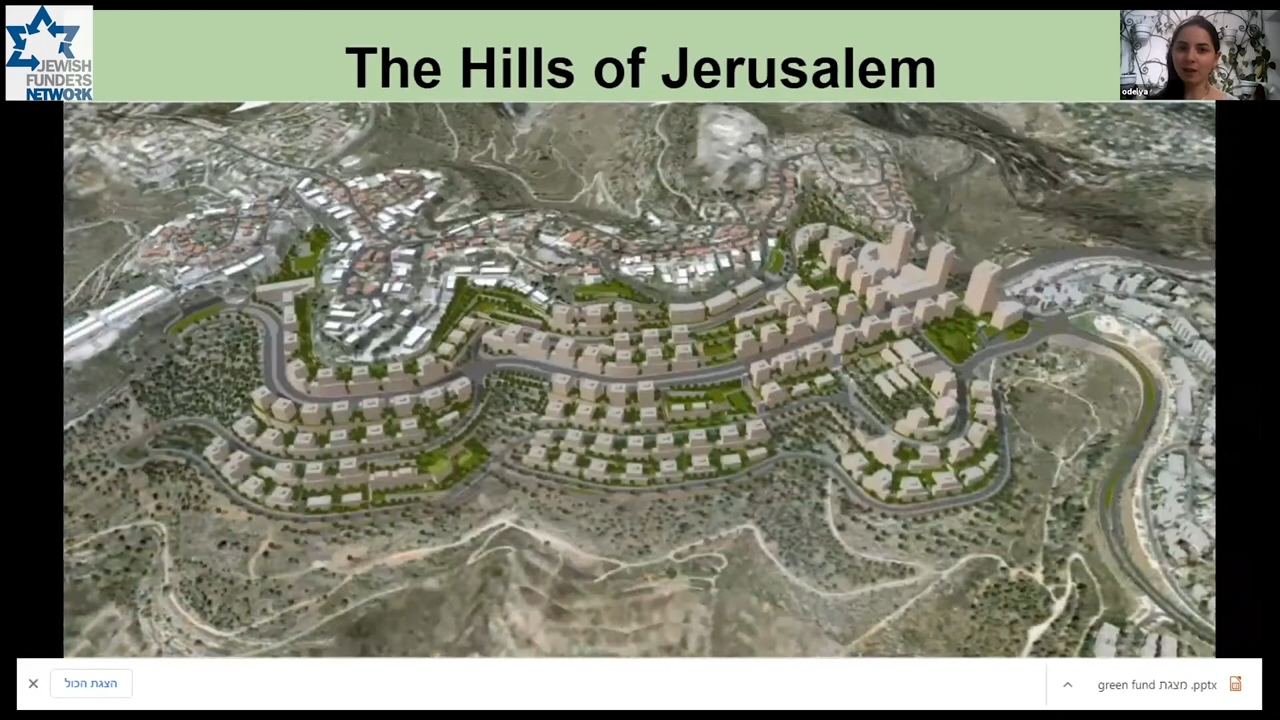 JEWISH
FUNDERS
NETWORK
The Hills of Jerusalem
odelya
הצגת הכול
green fund מצגת.pptx